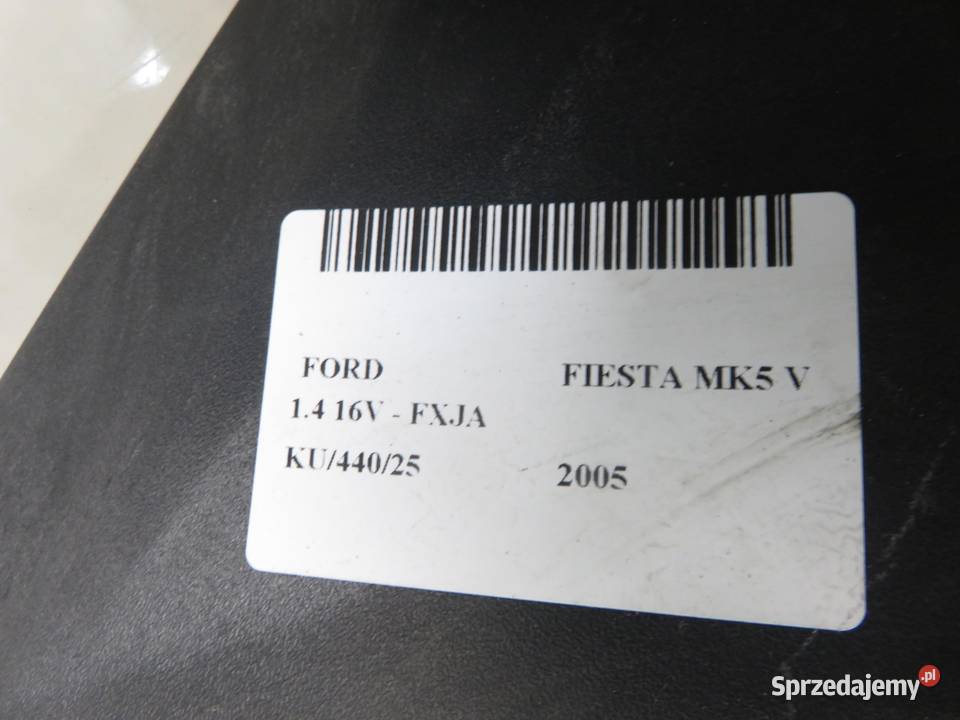 FORD FIESTA MK5 V
1.4 16V - FXJA
KU/440/25 2005
Sprzedajemy.pl